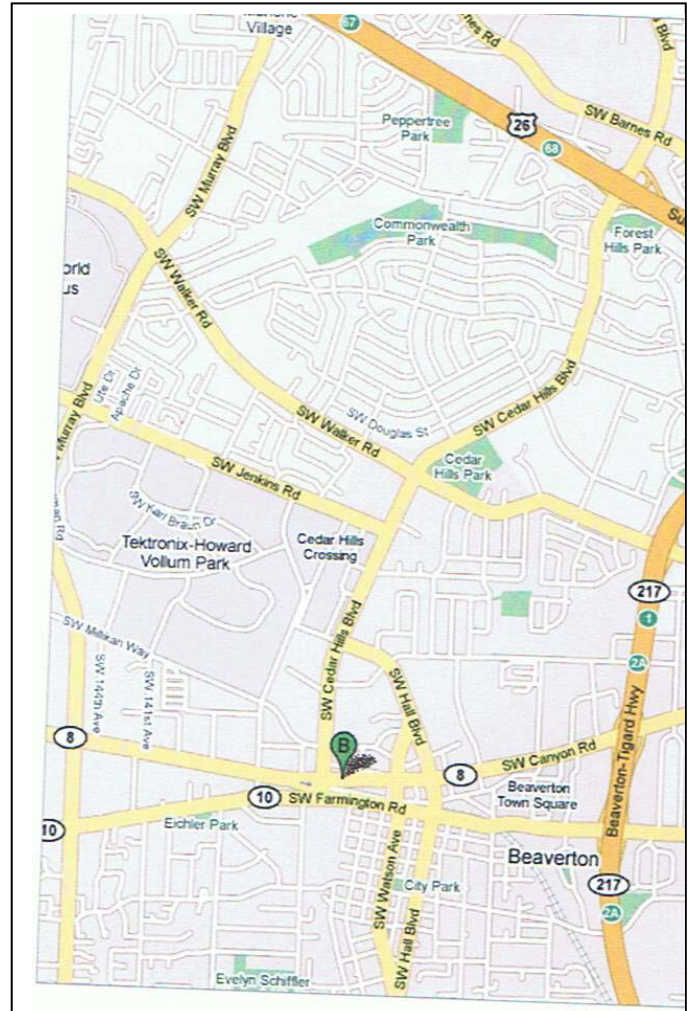 Village
67
SW Barnes Rd
26
Peppertree
Park
68
SW Murray Blvd
Commonwealth
Park
Forest
Hills Park
SW Walker Rd
Ute Dr
Apache Dr
SW Douglas St
SW Cedar Hills Blvd
Murray Blvd
SW Walker Rd
SW Jenkins Rd
Cedar
Hills Park
SW Karl Braun Dr
Cedar Hills
Crossing
Tektronix-Howard
Vollum Park
217
1
SW Millikan Way
SW Cedar Hills Blvd
2A
SW 144th Ave
SW 141st Ave
SW Hall Blvd
Beaverton-Tigard Hwy
8
B
8
SW Canyon Rd
10
SW Farmington Rd
Beaverton
Town Square
10
Eichler Park
SW Watson Ave
Beaverton
City Park
217
2A
SW Hall Blvd
Evelyn Schiffler